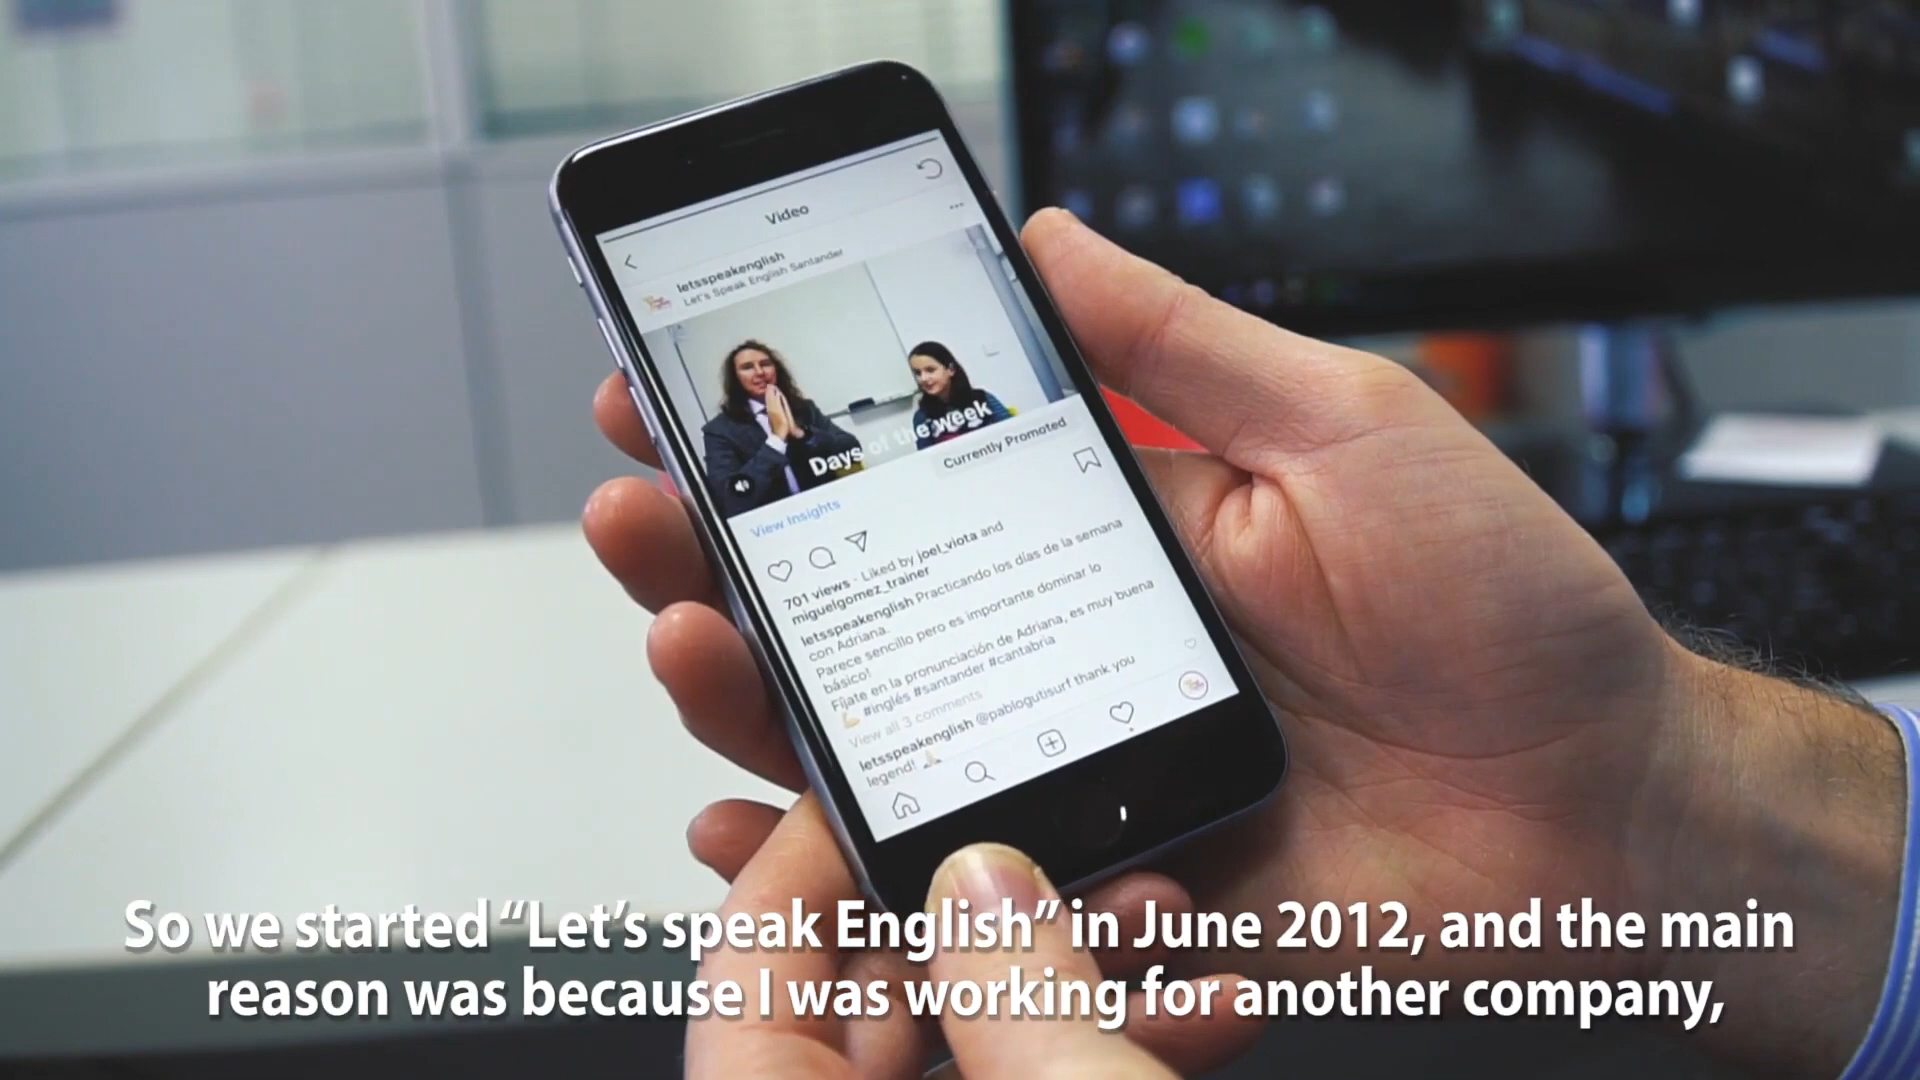 Video
letsspeakenglish
Let's Speak English Santander
Days of the week
Currently Promoted
View Insights
701 views · Liked by joel_viota and
miguelgomez_trainer
letsspeakenglish Practicando los días de la semana
con Adriana.
Parece sencillo pero es importante dominar lo
básico!
Fíjate en la pronunciación de Adriana, es muy buena
💪 #inglés #santander #cantabria
View all 3 comments
letsspeakenglish @pablogutisurf thank you
legend! 🙏
So we started “Let’s speak English” in June 2012, and the main
reason was because I was working for another company,